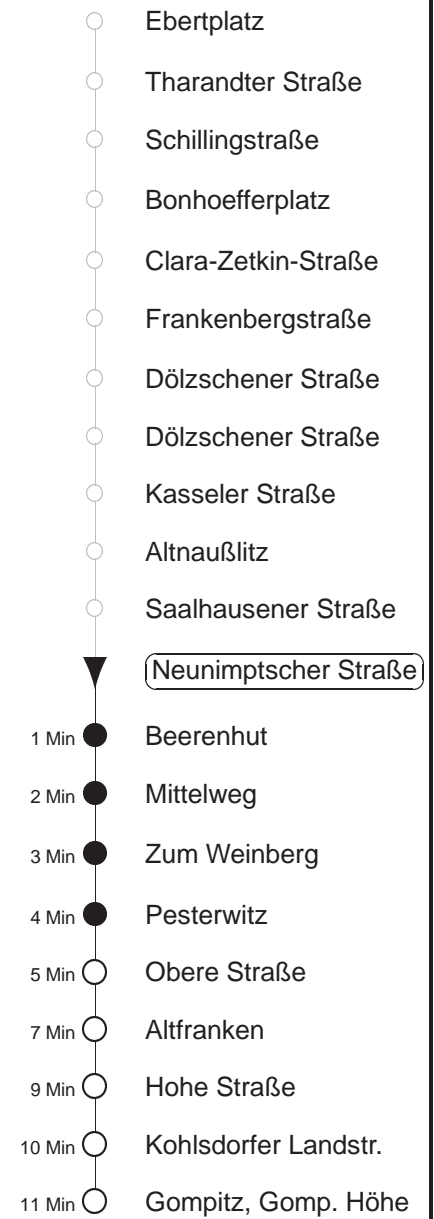 Ebertplatz
Tharandter Straße
Schillingstraße
Bonhoefferplatz
Clara-Zetkin-Straße
Frankenbergstraße
Dölzschener Straße
Dölzschener Straße
Kasseler Straße
Altnaußlitz
Saalhausener Straße
Neunimptscher Straße
1 Min Beerenhut
2 Min Mittelweg
3 Min Zum Weinberg
4 Min Pesterwitz
5 Min Obere Straße
7 Min Altfranken
9 Min Hohe Straße
10 Min Kohlsdorfer Landstr.
11 Min Gompitz, Gomp. Höhe